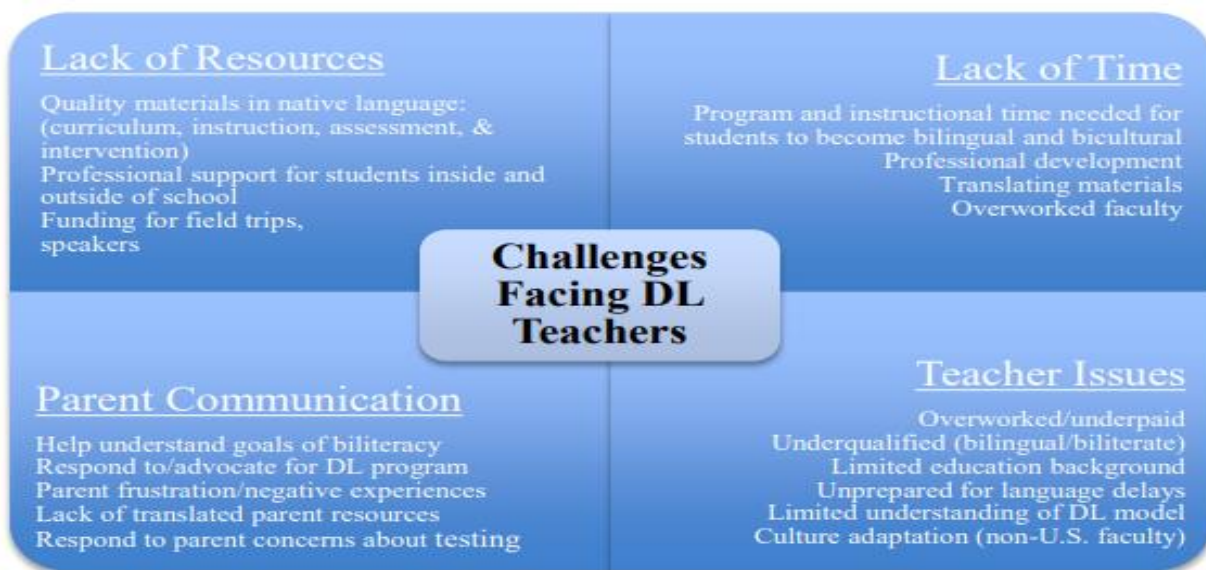 Lack of Resources
Quality materials in native language:
(curriculum, instruction, assessment, &
intervention)
Professional support for students inside and
outside of school
Funding for field trips,
speakers
Lack of Time
Program and instructional time needed for
students to become bilingual and bicultural
Professional development
Translating materials
Overworked faculty
Challenges
Facing DL
Teachers
Parent Communication
Help understand goals of biliteracy
Respond to/advocate for DL program
Parent frustration/negative experiences
Lack of translated parent resources
Respond to parent concerns about testing
Teacher Issues
Overworked/underpaid
Underqualified (bilingual/biliterate)
Limited education background
Unprepared for language delays
Limited understanding of DL model
Culture adaptation (non-U.S. faculty)